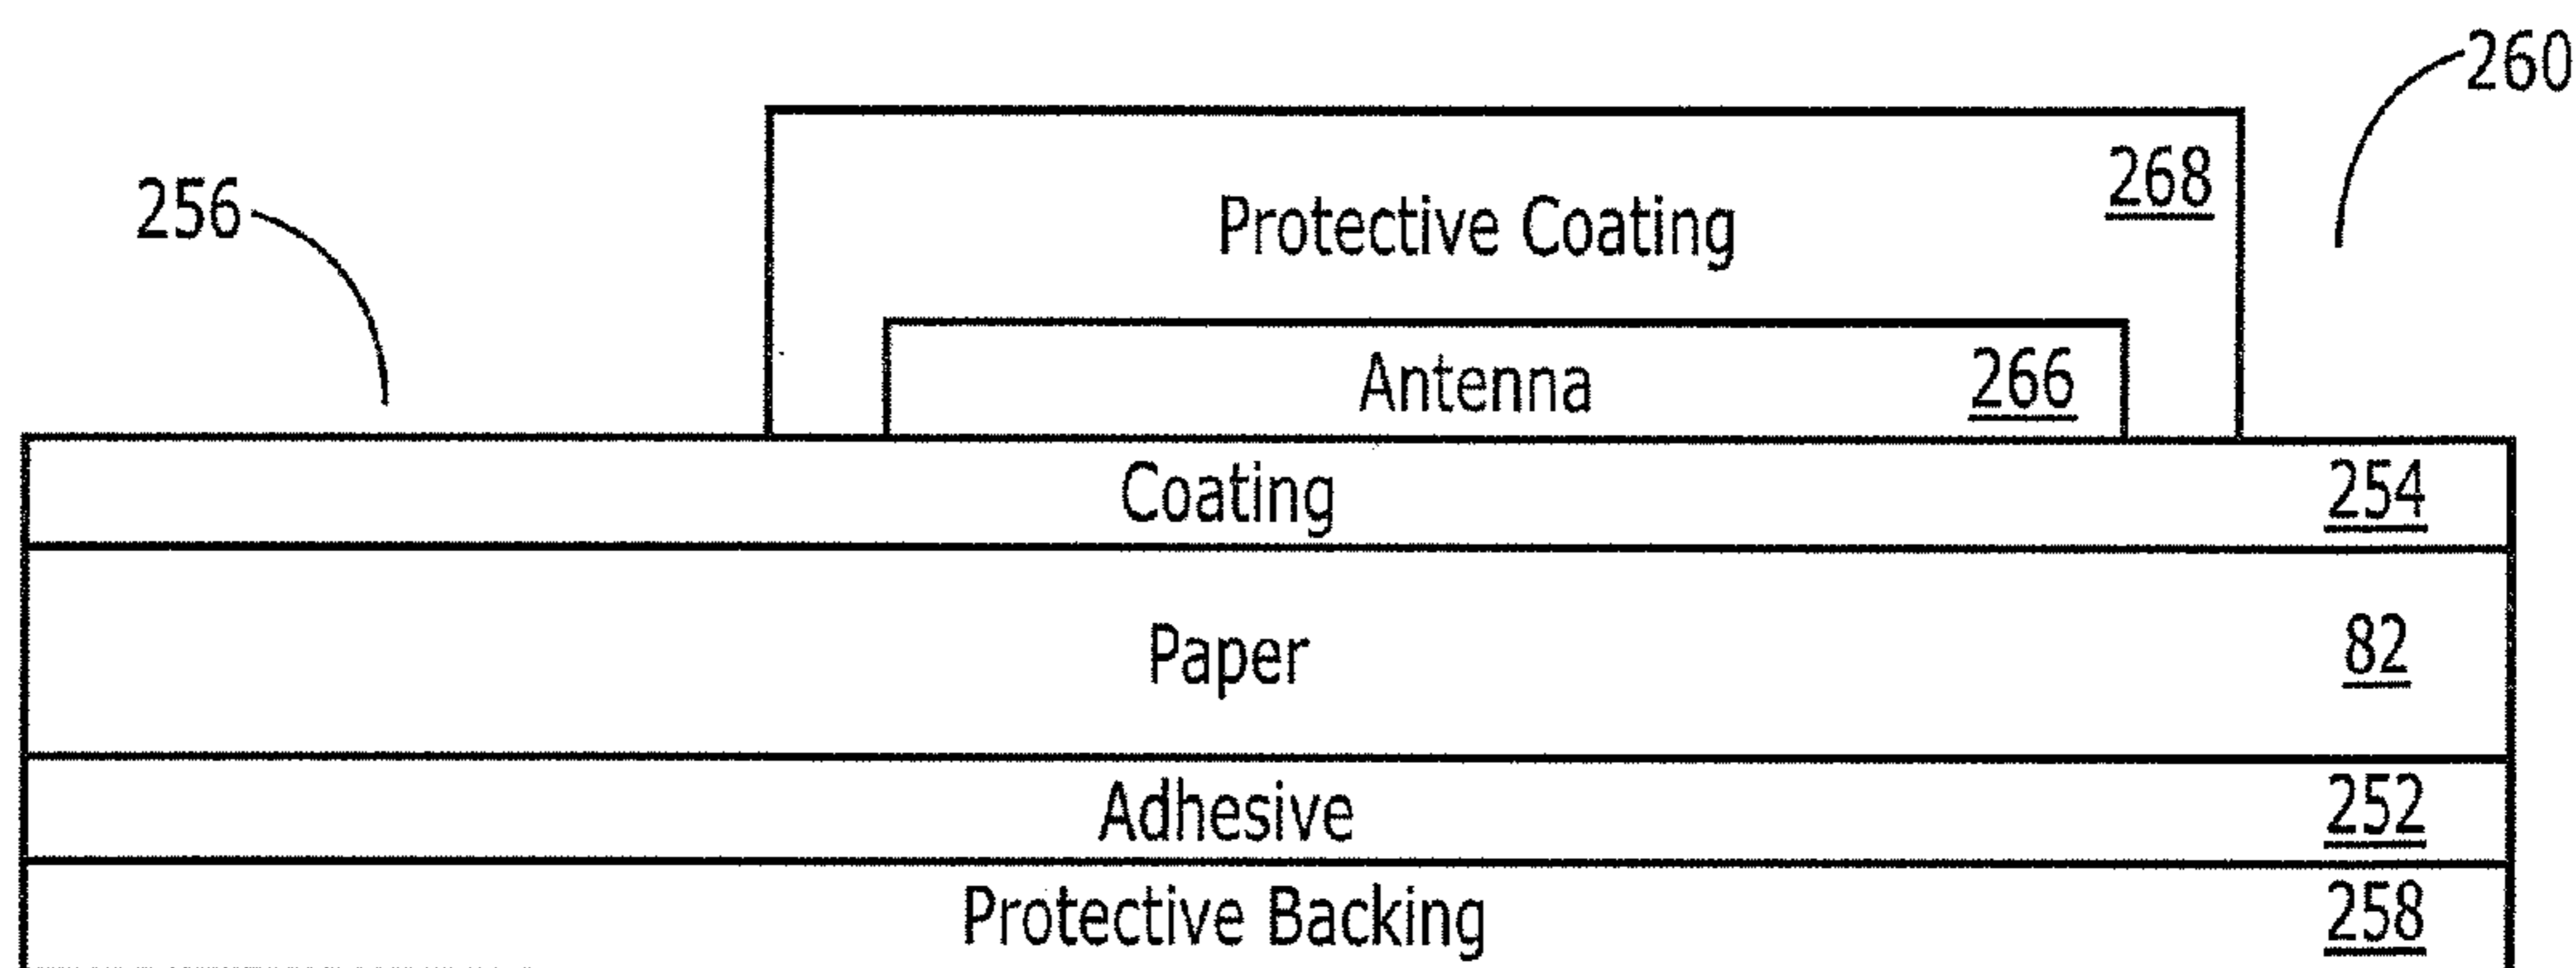 260
256
268
Protective Coating
Antenna 266
Coating 254
Paper 82
Adhesive 252
Protective Backing 258